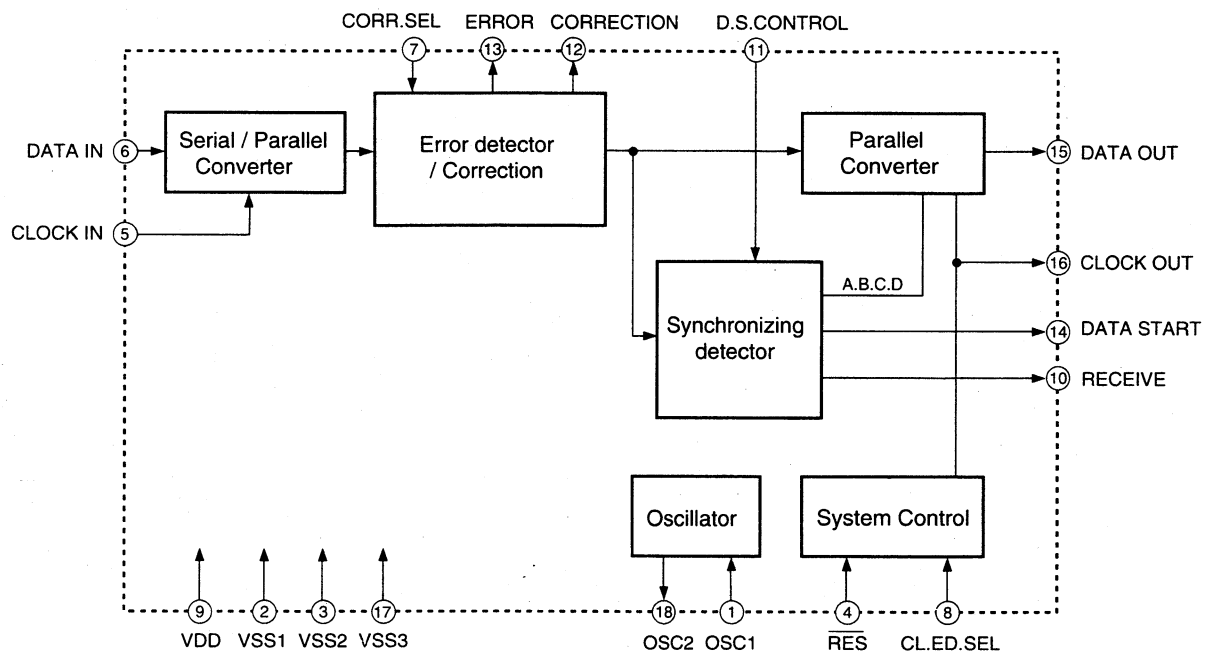 CORR.SEL ERROR CORRECTION D.S.CONTROL
7 13 12 11
DATA IN 6
Serial / Parallel
Converter
Error detector
/ Correction
Parallel
Converter
15 DATA OUT
CLOCK IN 5
16 CLOCK OUT
A.B.C.D
Synchronizing
detector
14 DATA START
10 RECEIVE
Oscillator
System Control
9 2 3 17 18 1 4 8
VDD VSS1 VSS2 VSS3 OSC2 OSC1 RES CL.ED.SEL